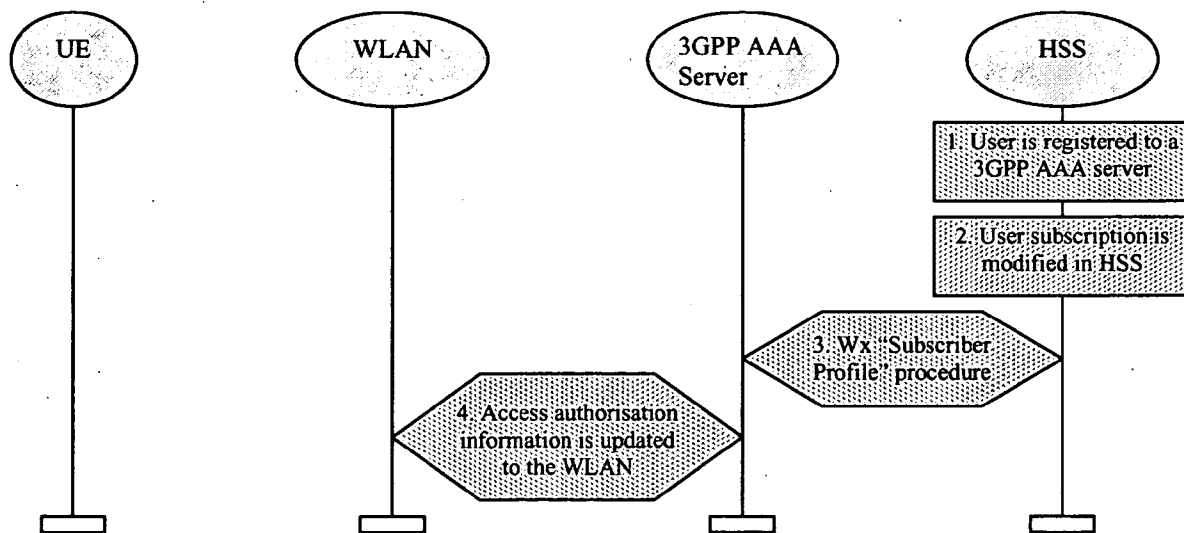 UE
WLAN
3GPP AAA
Server
HSS
1. User is registered to a
3GPP AAA server
2. User subscription is
modified in HSS
3. Wx "Subscriber
Profile" procedure
4. Access authorisation
information is updated
to the WLAN